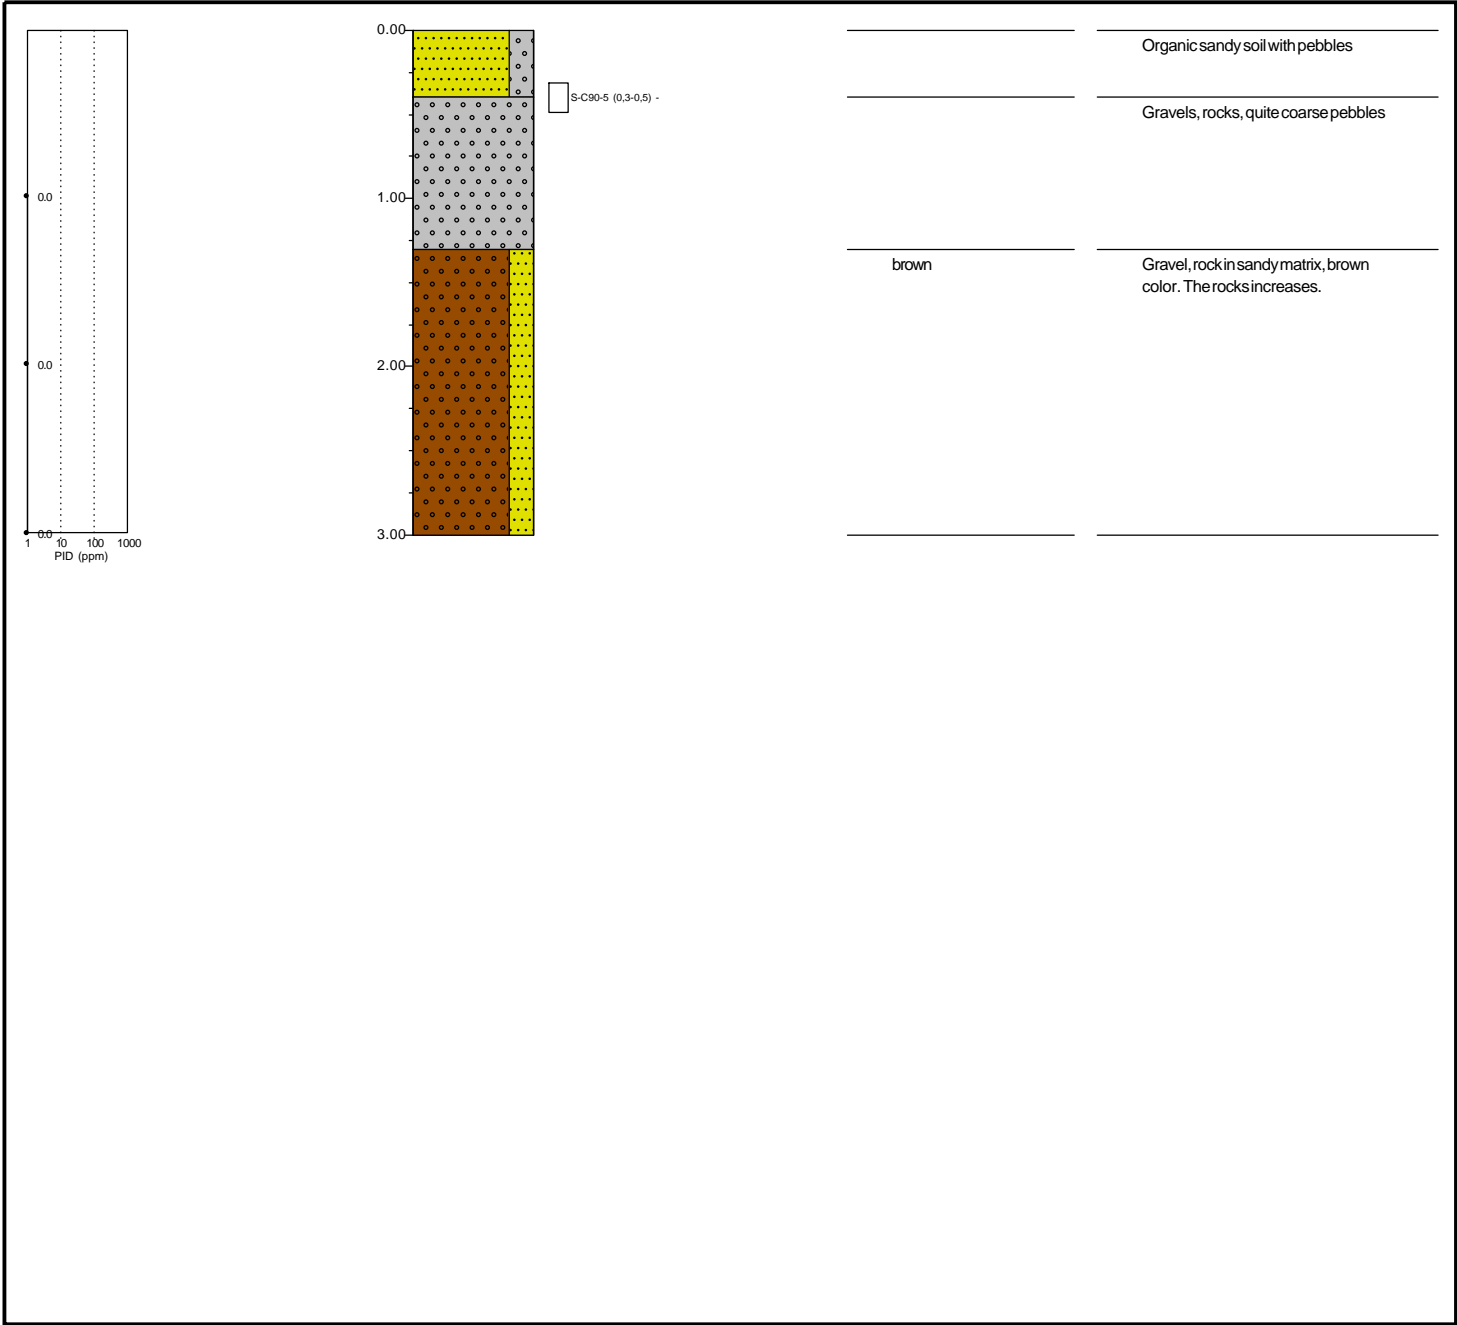 0.00
Organic sandy soil with pebbles
S-C90-5 (0,3-0,5) -
Gravels, rocks, quite coarse pebbles
0.0
1.00
brown
Gravel, rock in sandy matrix, brown
color. The rocks increases.
0.0
2.00
0.0
3.00
1 10 100 1000
PID (ppm)